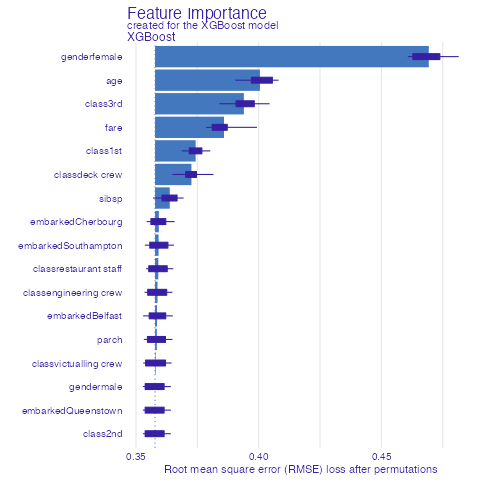 Feature Importance
created for the XGBoost model
XGBoost
genderfemale
age
class3rd
fare
class1st
classdeck crew
sibsp
embarkedCherbourg
embarkedSouthampton
classrestaurant staff
classengineering crew
embarkedBelfast
parch
classvictualling crew
gendermale
embarkedQueenstown
class2nd
0.35 0.40 0.45
Root mean square error (RMSE) loss after permutations